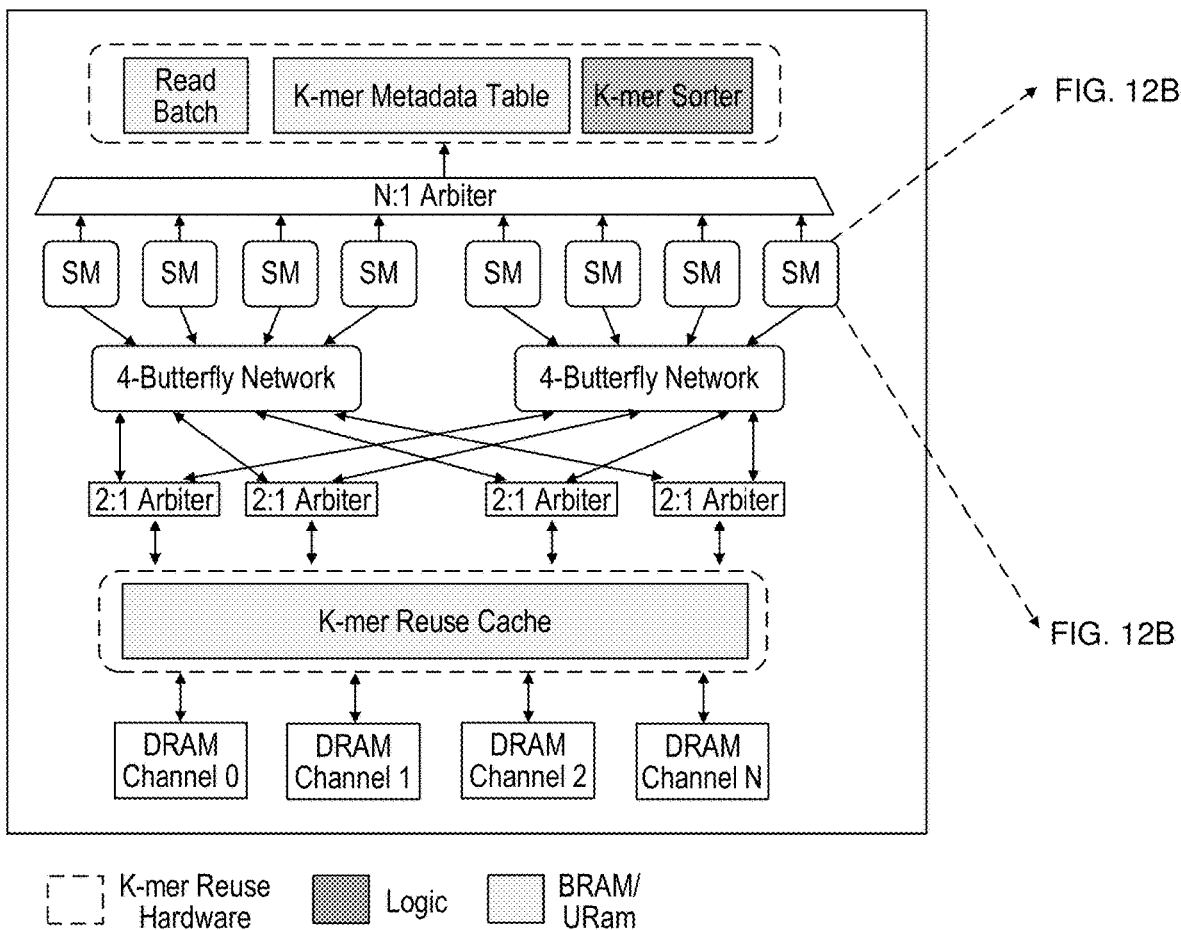 Read
Batch
K-mer Metadata Table
K-mer Sorter
FIG. 12B
N:1 Arbiter
SM SM SM SM SM SM SM SM
4-Butterfly Network 4-Butterfly Network
2:1 Arbiter 2:1 Arbiter 2:1 Arbiter 2:1 Arbiter
K-mer Reuse Cache
FIG. 12B
DRAM
Channel 0
DRAM
Channel 1
DRAM
Channel 2
DRAM
Channel N
K-mer Reuse
Hardware
Logic
BRAM/
URam